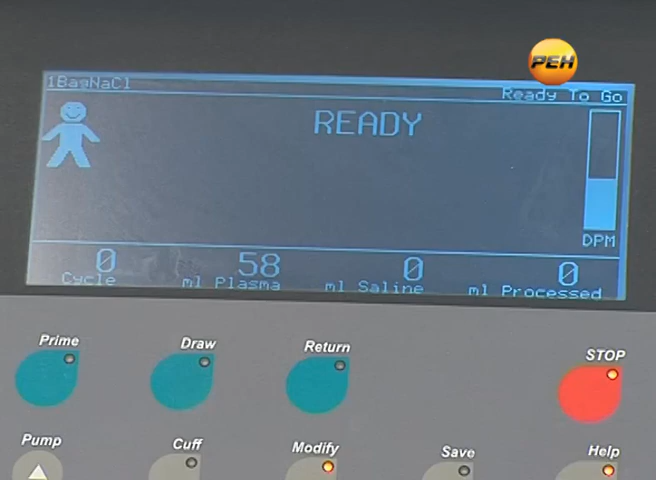 РЕН
1BagNaCl
Ready To Go
READY
DPM
0 58 0 0
Cycle ml Plasma ml Saline ml Processed
Prime Draw Return STOP
Pump Cuff Modify Save Help